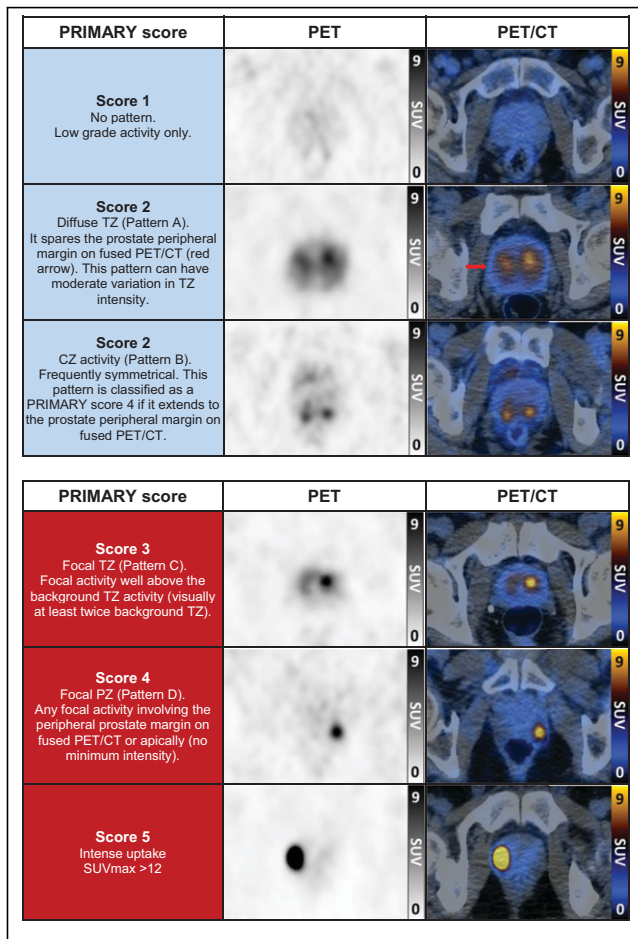 PRIMARY score PET PET/CT
Score 1
No pattern.
Low grade activity only.
9
SUV
0
9
SUV
0
Score 2
Diffuse TZ (Pattern A).
It spares the prostate peripheral
margin on fused PET/CT (red
arrow). This pattern can have
moderate variation in TZ
intensity.
9
SUV
0
9
SUV
0
Score 2
CZ activity (Pattern B).
Frequently symmetrical. This
pattern is classified as a
PRIMARY score 4 if it extends to
the prostate peripheral margin on
fused PET/CT.
9
SUV
0
9
SUV
0
PRIMARY score PET PET/CT
Score 3
Focal TZ (Pattern C).
Focal activity well above the
background TZ activity (visually
at least twice background TZ).
9
SUV
0
9
SUV
0
Score 4
Focal PZ (Pattern D).
Any focal activity involving the
peripheral prostate margin on
fused PET/CT or apically (no
minimum intensity).
9
SUV
0
9
SUV
0
Score 5
Intense uptake
SUVmax >12
9
SUV
0
9
SUV
0